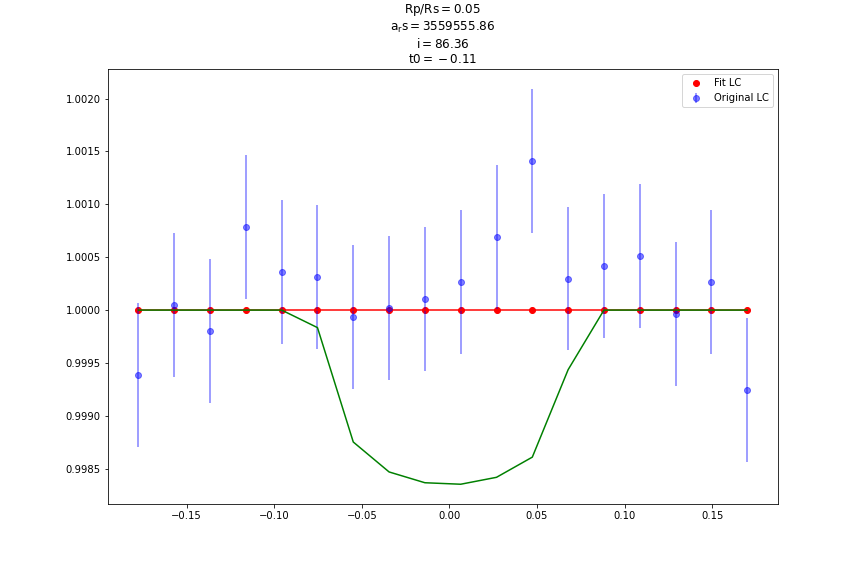 Rp/Rs = 0.05
aᵣs = 3559555.86
i = 86.36
t0 = −0.11
Fit LC
Original LC
1.0020
1.0015
1.0010
1.0005
1.0000
0.9995
0.9990
0.9985
−0.15 −0.10 −0.05 0.00 0.05 0.10 0.15